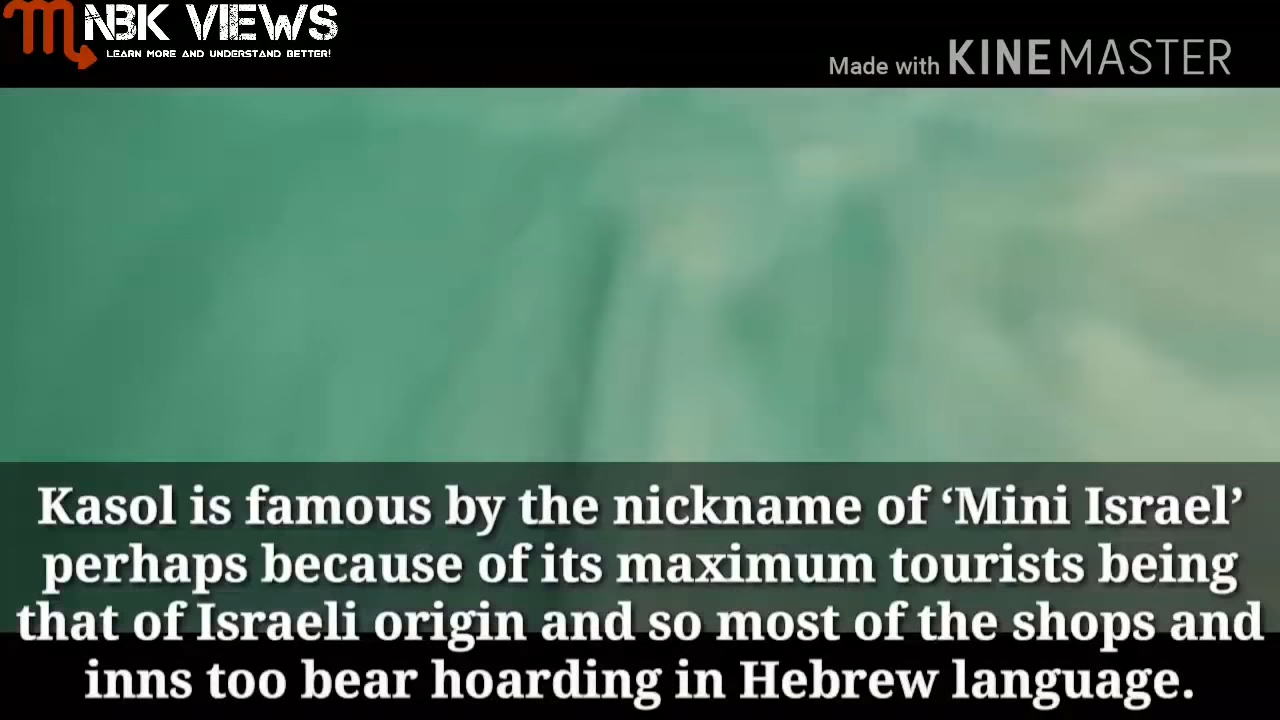 NBK VIEWS
LEARN MORE AND UNDERSTAND BETTER!
Made with KINEMASTER
Kasol is famous by the nickname of ‘Mini Israel’
perhaps because of its maximum tourists being
that of Israeli origin and so most of the shops and
inns too bear hoarding in Hebrew language.